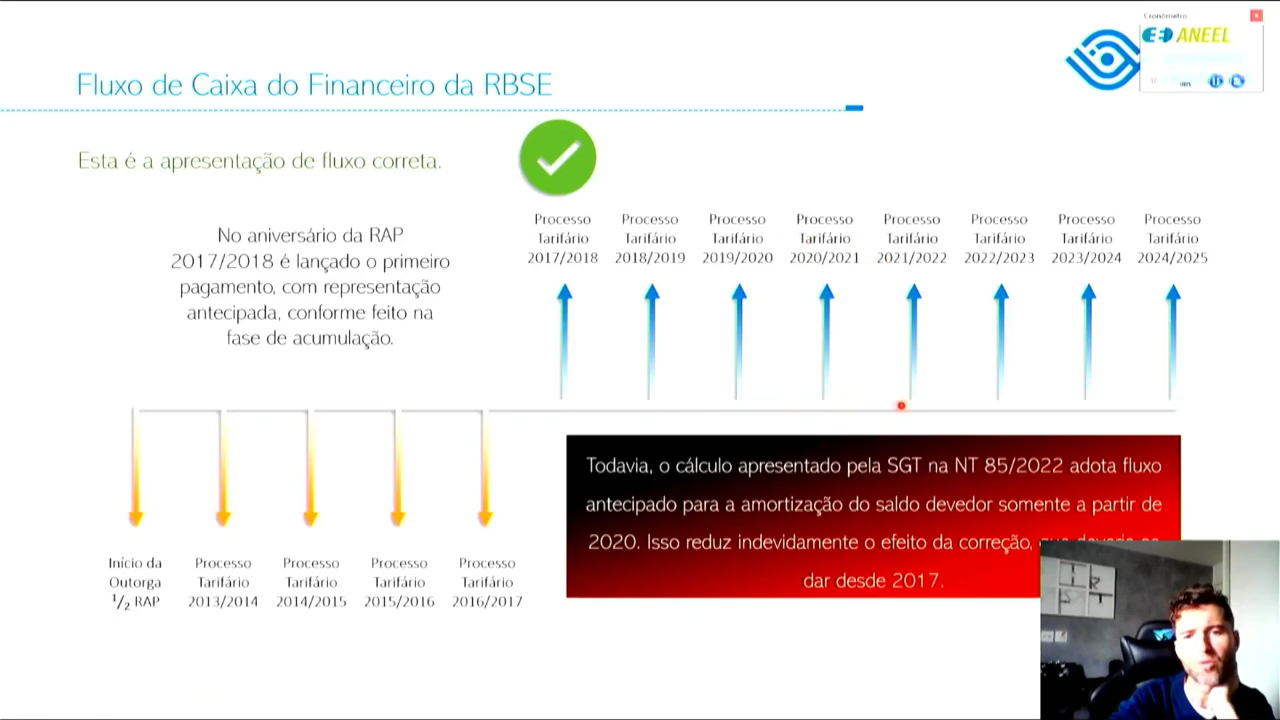 Cronômetro
ANEEL
Fluxo de Caixa do Financeiro da RBSE
Esta é a apresentação de fluxo correta.
No aniversário da RAP
2017/2018 é lançado o primeiro
pagamento, com representação
antecipada, conforme feito na
fase de acumulação.
Processo
Tarifário
2017/2018
Processo
Tarifário
2018/2019
Processo
Tarifário
2019/2020
Processo
Tarifário
2020/2021
Processo
Tarifário
2021/2022
Processo
Tarifário
2022/2023
Processo
Tarifário
2023/2024
Processo
Tarifário
2024/2025
Todavia, o cálculo apresentado pela SGT na NT 85/2022 adota fluxo
antecipado para a amortização do saldo devedor somente a partir de
2020. Isso reduz indevidamente o efeito da correção,
dar desde 2017.
Início da
Outorga
½ RAP
Processo
Tarifário
2013/2014
Processo
Tarifário
2014/2015
Processo
Tarifário
2015/2016
Processo
Tarifário
2016/2017